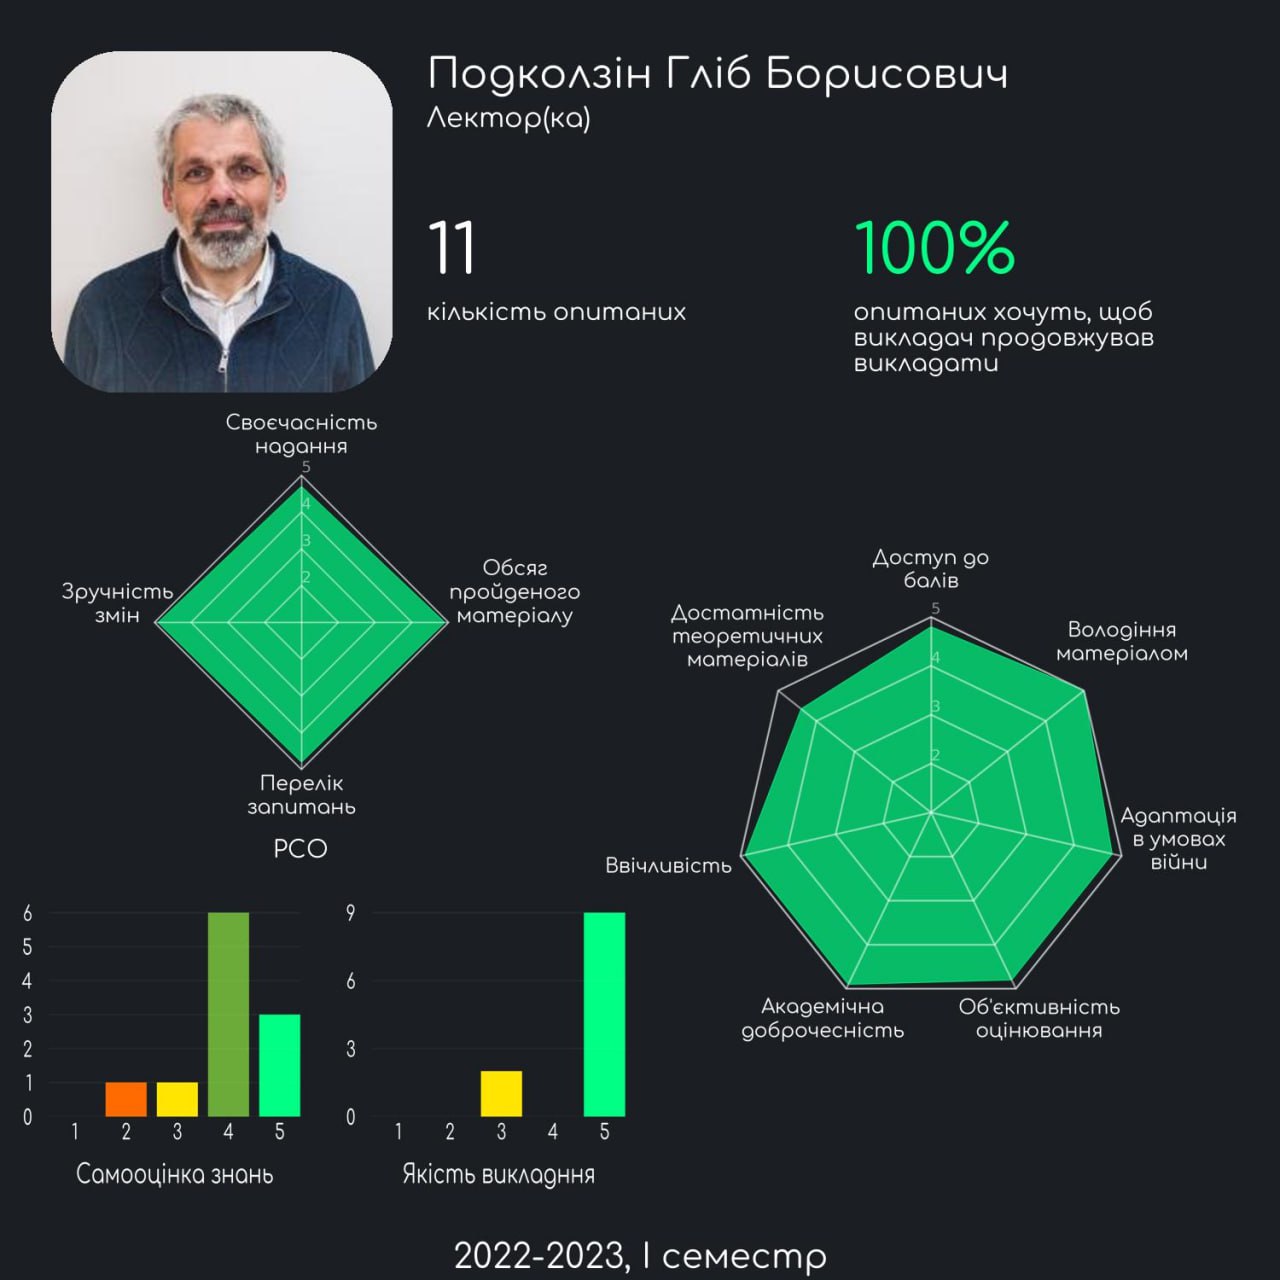 Подколзін Гліб Борисович
Лектор(ка)
11
кількість опитаних
100%
опитаних хочуть, щоб
викладач продовжував
викладати
Своєчасність
надання
5
4
3
2
Обсяг
пройденого
матеріалу
Зручність
змін
Перелік
запитань
РСО
Доступ до
балів
5
4
3
2
Достатність
теоретичних
матеріалів
Володіння
матеріалом
Адаптація
в умовах
війни
Ввічливість
Академічна
доброчесність
Об'єктивність
оцінювання
6
5
4
3
2
1
0
1 2 3 4 5
Самооцінка знань
9
6
3
0
1 2 3 4 5
Якість викладння
2022-2023, І семестр